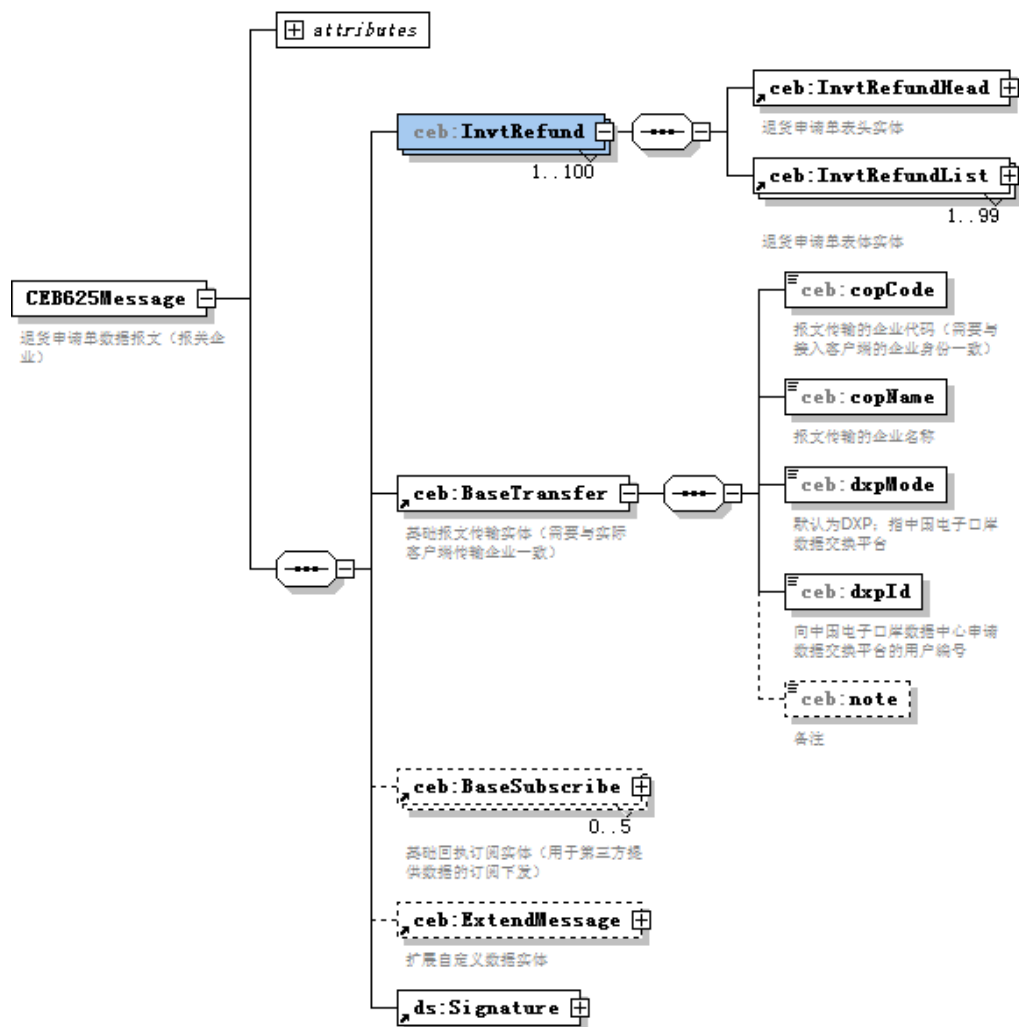 attributes
ceb:InvtRefund
1..100
ceb:InvtRefundHead
退货申请单表头实体
ceb:InvtRefundList
1..99
退货申请单表体实体
CEB625Message
退货申请单数据报文（报关企
业）
ceb:copCode
报文传输的企业代码（需要与
接入客户端的企业身份一致）
ceb:copName
报文传输的企业名称
ceb:BaseTransfer
基础报文传输实体（需要与实际
客户端传输企业一致）
ceb:dxpMode
默认为DXP；指中国电子口岸
数据交换平台
ceb:dxpId
向中国电子口岸数据中心申请
数据交换平台的用户编号
ceb:note
备注
ceb:BaseSubscribe
0..5
基础回执订阅实体（用于第三方提
供数据的订阅下发）
ceb:ExtendMessage
扩展自定义数据实体
ds:Signature